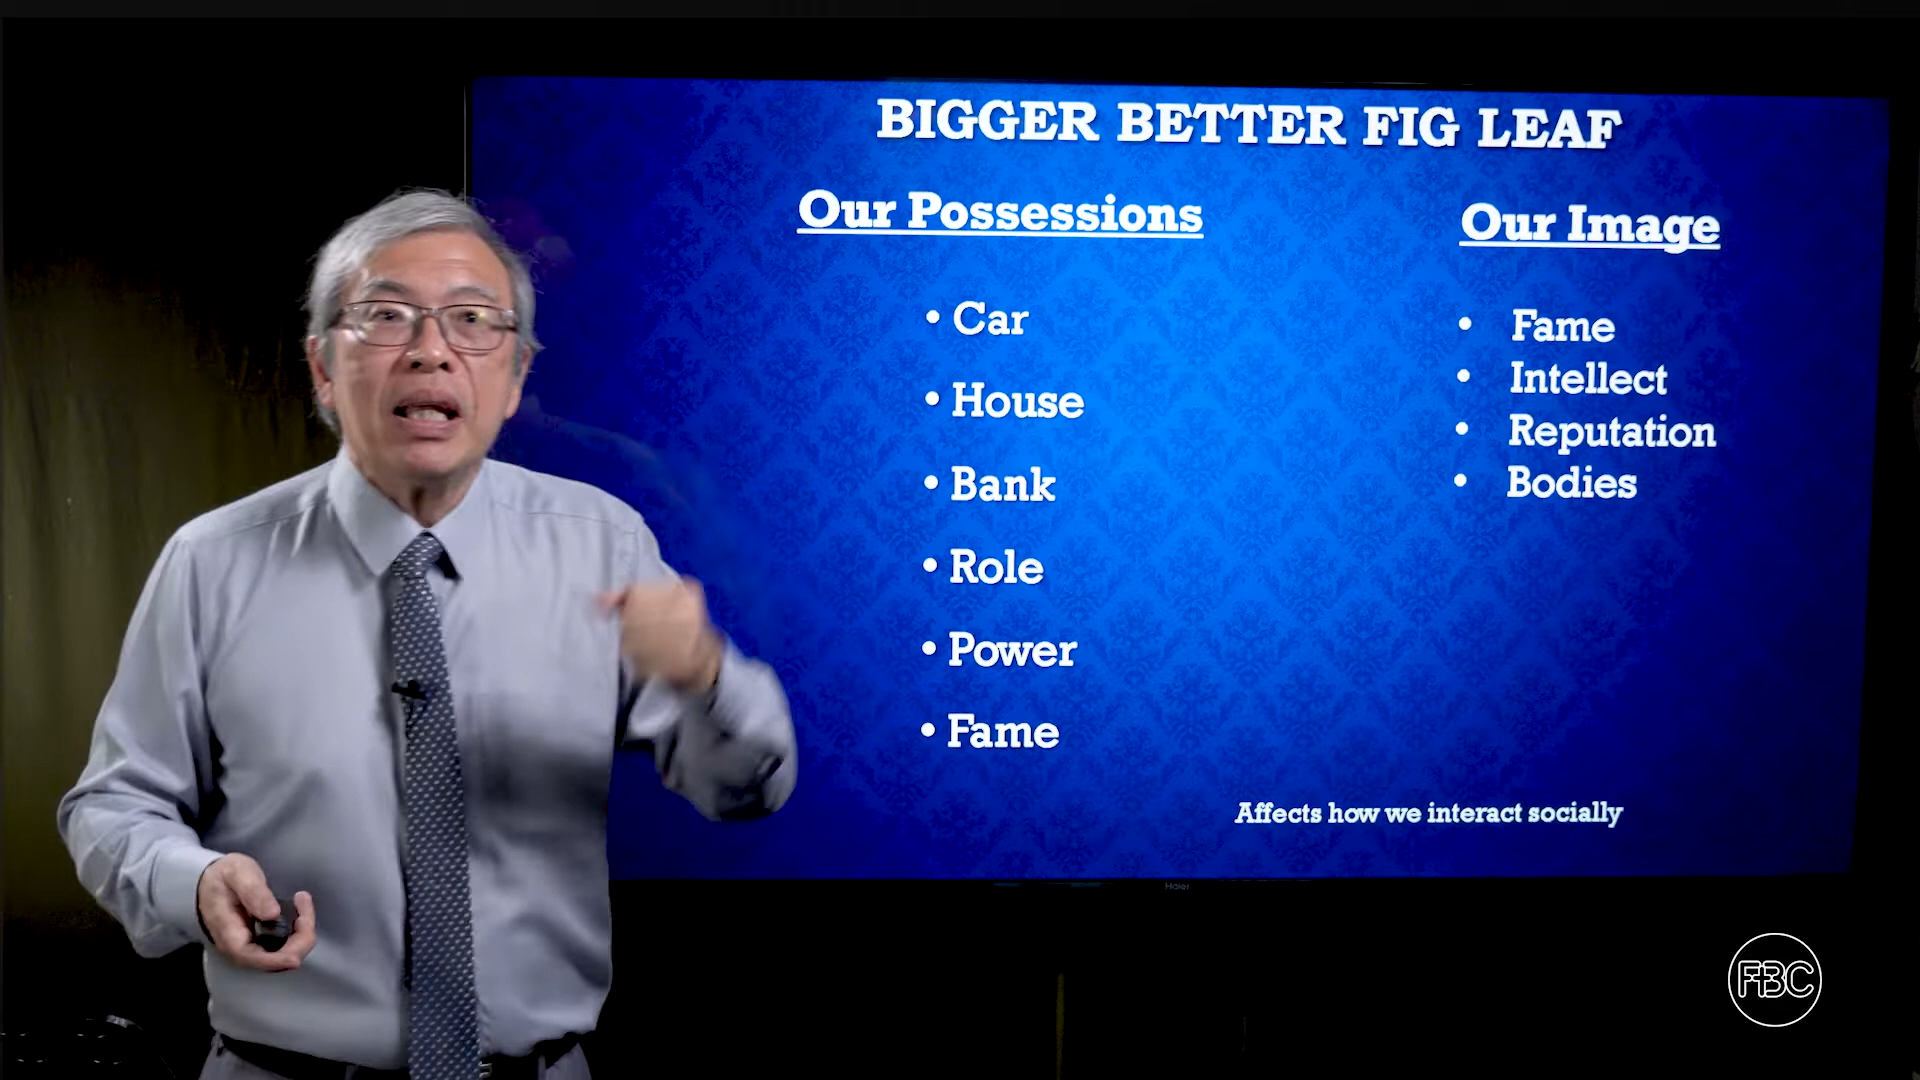 BIGGER BETTER FIG LEAF
Our Possessions
• Car
• House
• Bank
• Role
• Power
• Fame
Our Image
• Fame
• Intellect
• Reputation
• Bodies
Affects how we interact socially
Haier
FBC